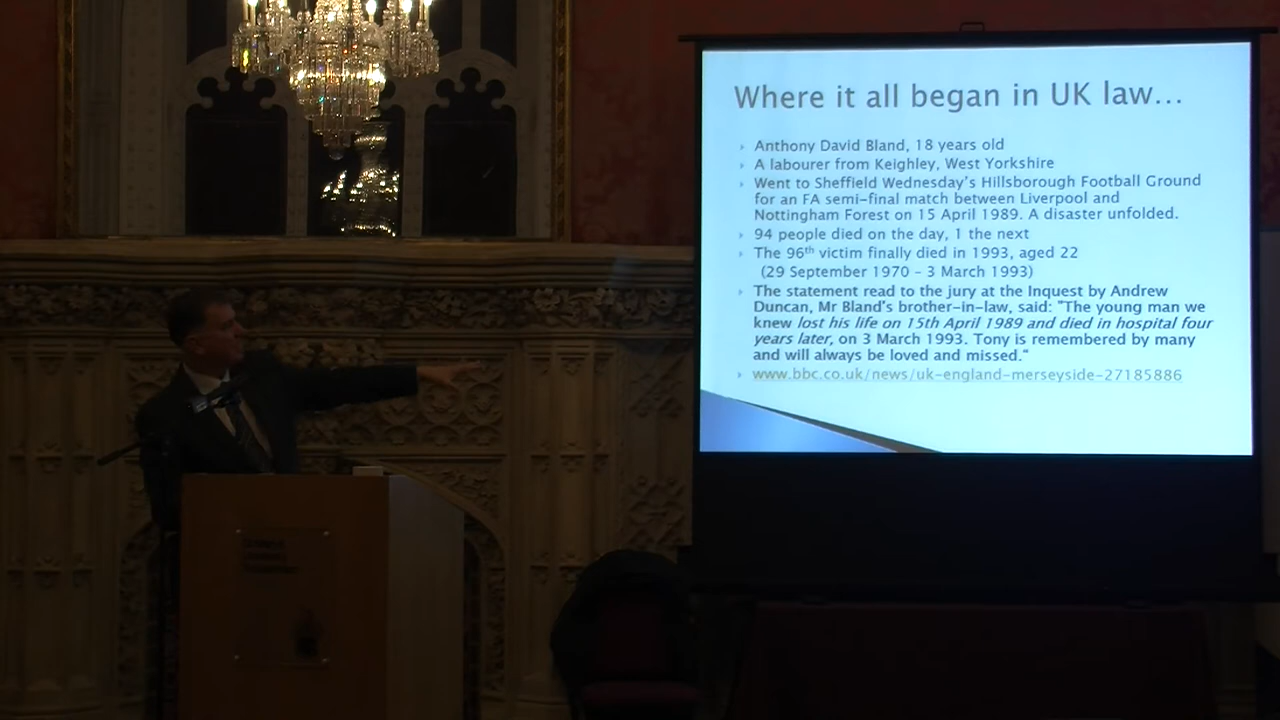 Where it all began in UK law...
Anthony David Bland, 18 years old
A labourer from Keighley, West Yorkshire
Went to Sheffield Wednesday's Hillsborough Football Ground
for an FA semi-final match between Liverpool and
Nottingham Forest on 15 April 1989. A disaster unfolded.
94 people died on the day, 1 the next
The 96th victim finally died in 1993, aged 22
(29 September 1970 - 3 March 1993)
The statement read to the jury at the Inquest by Andrew
Duncan, Mr Bland's brother-in-law, said: "The young man we
knew lost his life on 15th April 1989 and died in hospital four
years later, on 3 March 1993. Tony is remembered by many
and will always be loved and missed."
www.bbc.co.uk/news/uk-england-merseyside-27185886